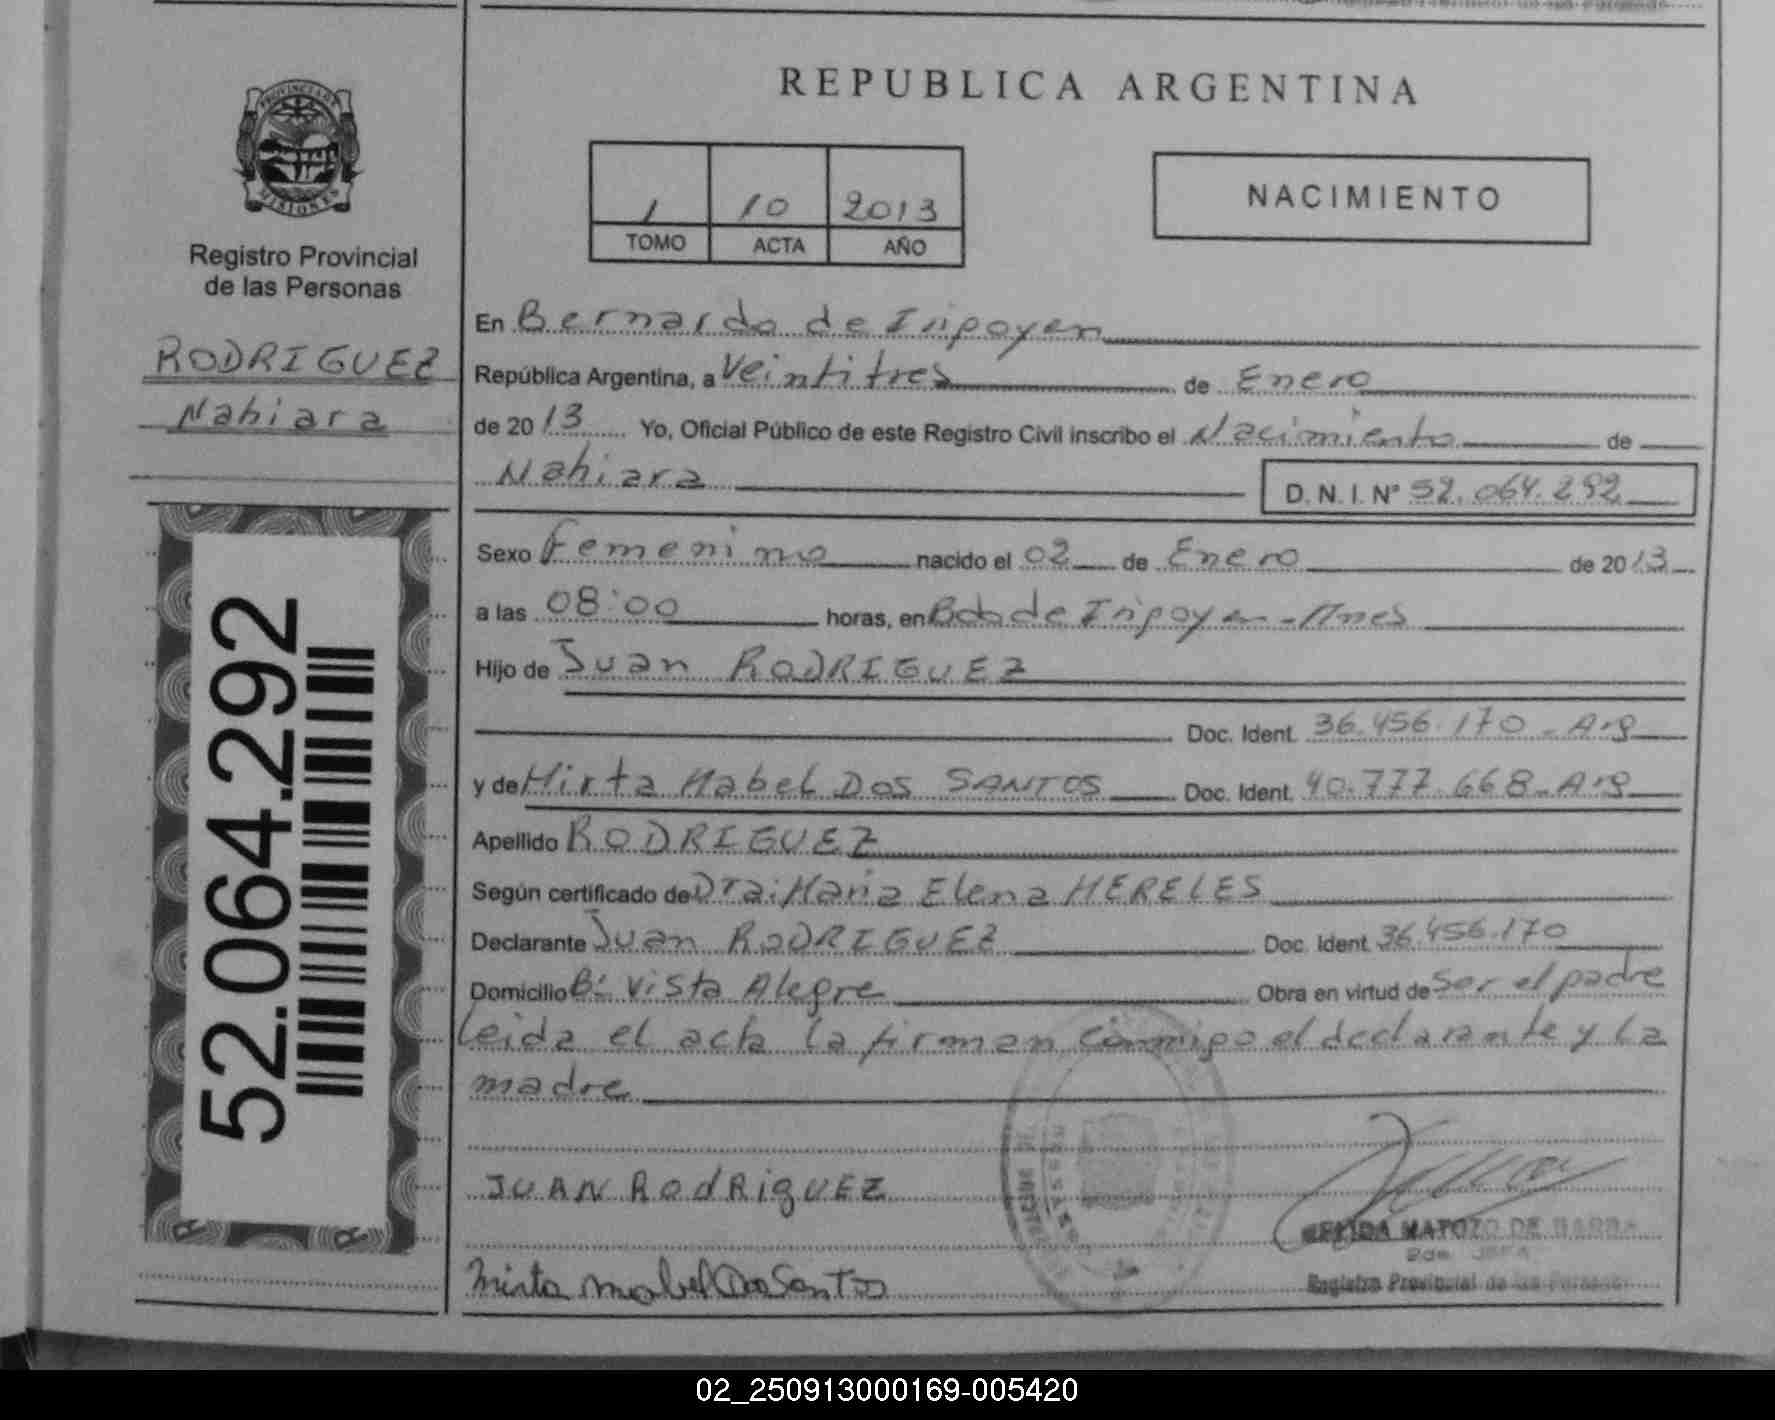 REPUBLICA ARGENTINA
PROVINCIA DE
MISIONES
Registro Provincial
de las Personas
RODRIGUEZ
Nahiara
52.064.292
1 10 2013
TOMO ACTA AÑO
NACIMIENTO
En Bernardo de Irigoyen
República Argentina, a Veintitres de Enero
de 2013 Yo, Oficial Público de este Registro Civil inscribo el Nacimiento de
Nahiara D.N.I. N° 52.064.292
Sexo Femenino nacido el 02 de Enero de 2013
a las 08:00 horas, en Bdo de Irigoyen - Mnes
Hijo de Juan RODRIGUEZ
Doc. Ident. 36.456.170 - Arg
y de Mirta Mabel DOS SANTOS Doc. Ident. 40.777.668 - Arg
Apellido RODRIGUEZ
Según certificado de Dra: Maria Elena MERELES
Declarante Juan RODRIGUEZ Doc. Ident. 36.456.170
Domicilio B: Vista Alegre Obra en virtud de ser el padre
leida el acta la firman conmigo el declarante y la
madre
JUAN RodRiguEZ
Mirta Mabel Dos Santos
MATOZO DE
Registro Provincial de las Personas
02_250913000169-005420